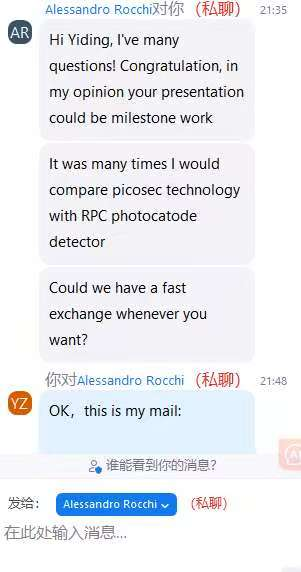 Alessandro Rocchi对你 （私聊） 21:35
AR
Hi Yiding, I've many
questions! Congratulation, in
my opinion your presentation
could be milestone work
It was many times I would
compare picosec technology
with RPC photocatode
detector
Could we have a fast
exchange whenever you
want?
你对Alessandro Rocchi （私聊） 21:48
YZ
OK，this is my mail:
谁能看到你的消息？
发给： Alessandro Rocchi （私聊）
在此处输入消息...